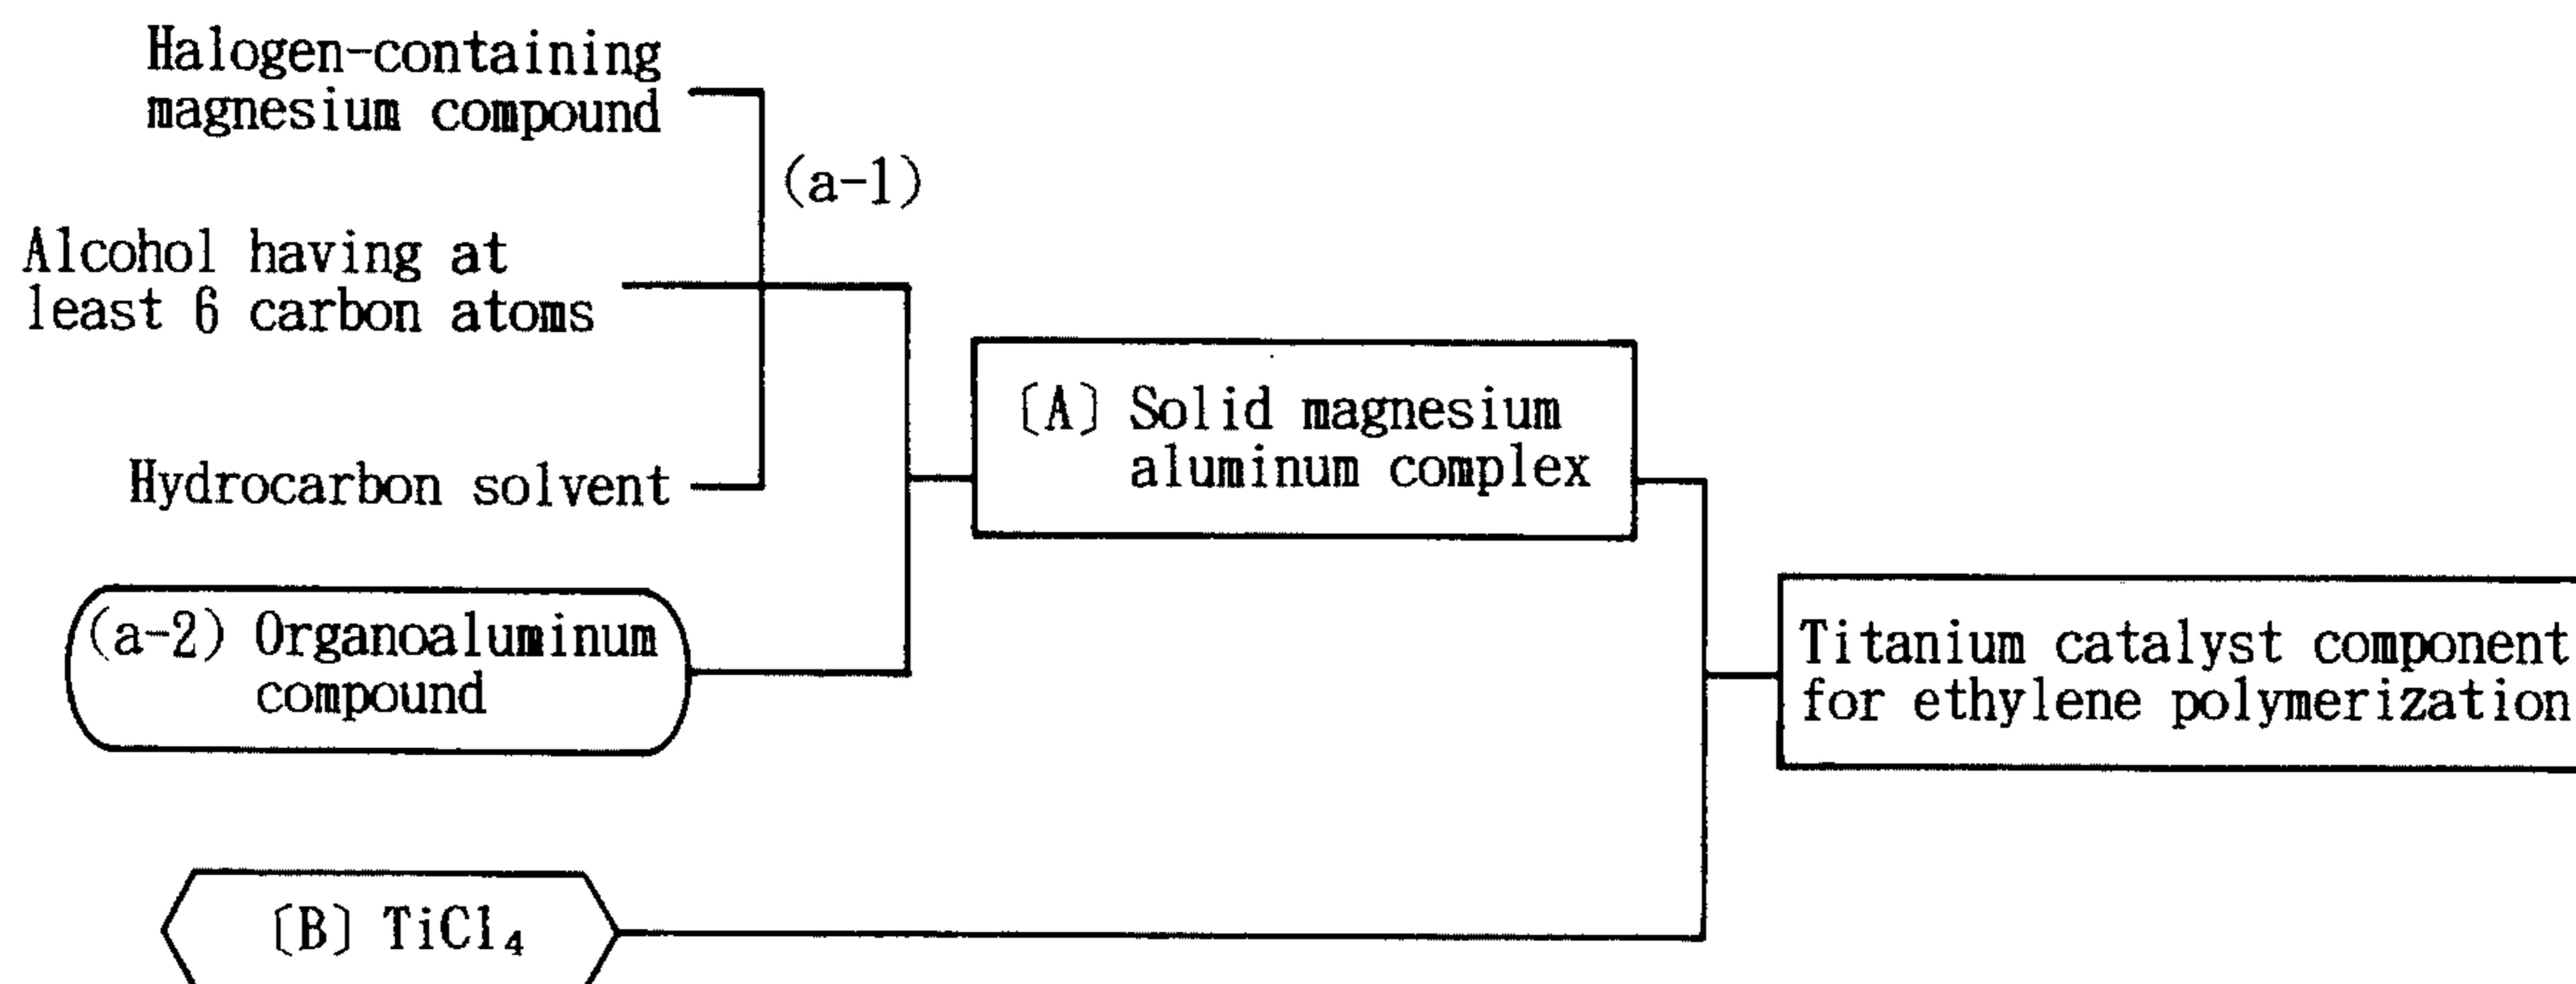 Halogen-containing
magnesium compound
(a-1)
Alcohol having at
least 6 carbon atoms
Hydrocarbon solvent
〔A〕 Solid magnesium
aluminum complex
(a-2) Organoaluminum
compound
Titanium catalyst component
for ethylene polymerization
〔B〕 TiCl₄